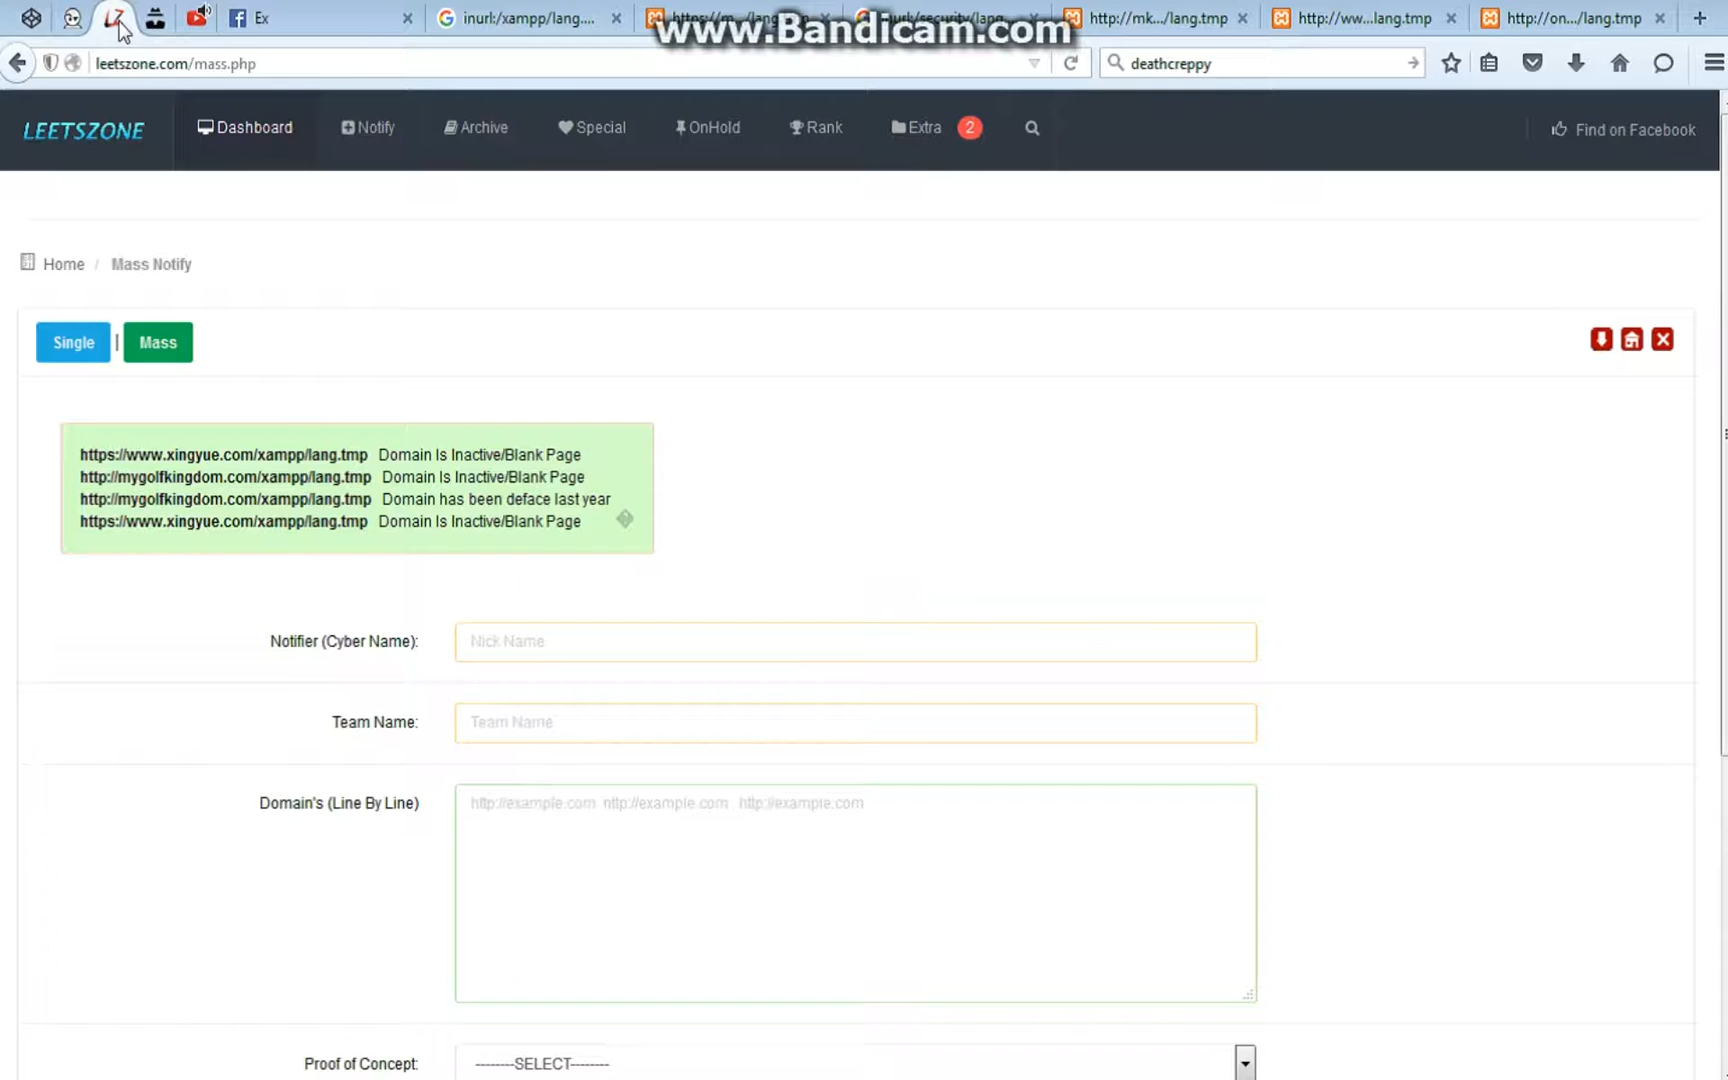 Ex
inurl:/xampp/lang....
https://m.../lang.tmp
inurl:/security/lang....
http://mk.../lang.tmp
http://ww...lang.tmp
http://on.../lang.tmp
www.Bandicam.com
leetszone.com/mass.php
deathcreppy
LEETSZONE
Dashboard
Notify
Archive
Special
OnHold
Rank
Extra
2
Find on Facebook
Home / Mass Notify
Single | Mass
https://www.xingyue.com/xampp/lang.tmp Domain Is Inactive/Blank Page
http://mygolfkingdom.com/xampp/lang.tmp Domain Is Inactive/Blank Page
http://mygolfkingdom.com/xampp/lang.tmp Domain has been deface last year
https://www.xingyue.com/xampp/lang.tmp Domain Is Inactive/Blank Page
Notifier (Cyber Name): Nick Name
Team Name: Team Name
Domain's (Line By Line) http://example.com http://example.com http://example.com
Proof of Concept: --------SELECT--------